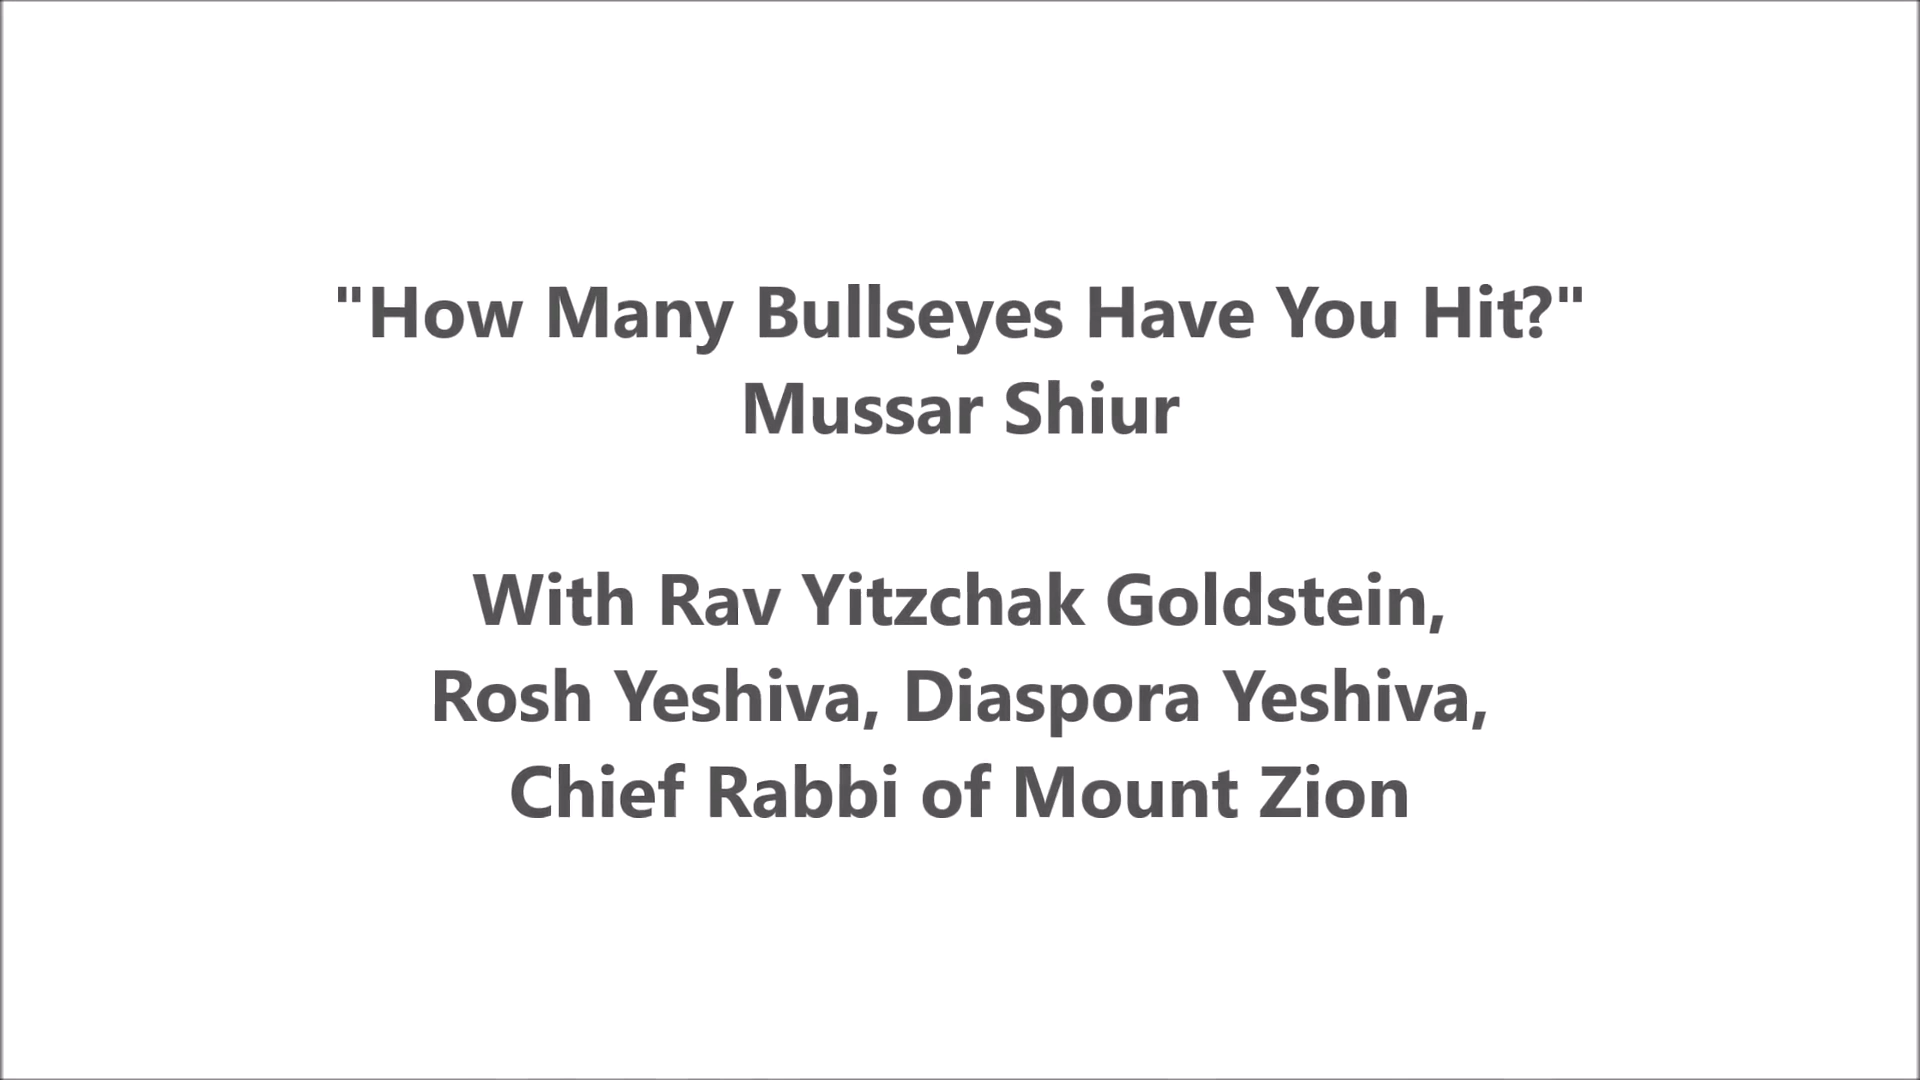 "How Many Bullseyes Have You Hit?"
Mussar Shiur
With Rav Yitzchak Goldstein,
Rosh Yeshiva, Diaspora Yeshiva,
Chief Rabbi of Mount Zion